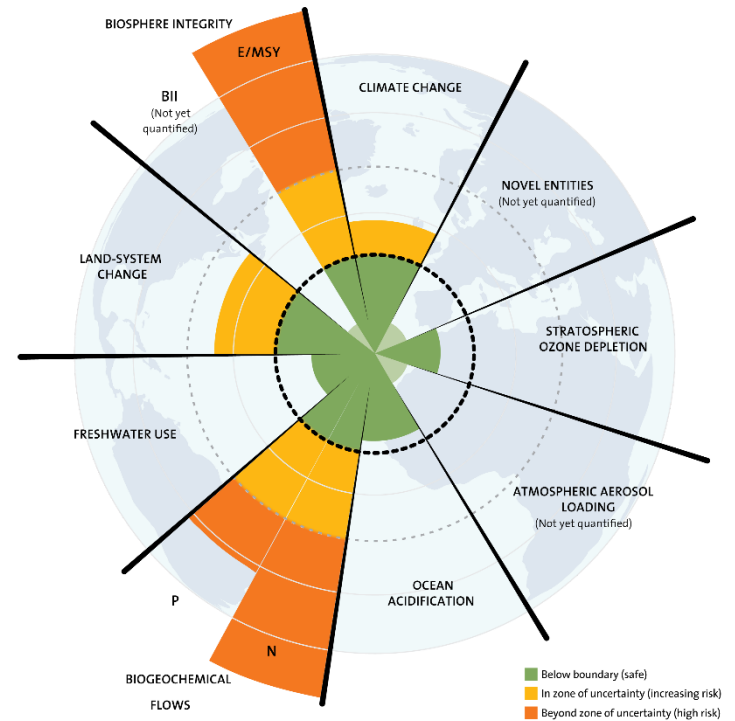 BIOSPHERE INTEGRITY
E/MSY
BII
(Not yet
quantified)
CLIMATE CHANGE
NOVEL ENTITIES
(Not yet quantified)
LAND-SYSTEM
CHANGE
STRATOSPHERIC
OZONE DEPLETION
FRESHWATER USE
ATMOSPHERIC AEROSOL
LOADING
(Not yet quantified)
OCEAN
ACIDIFICATION
P
N
BIOGEOCHEMICAL
FLOWS
Below boundary (safe)
In zone of uncertainty (increasing risk)
Beyond zone of uncertainty (high risk)